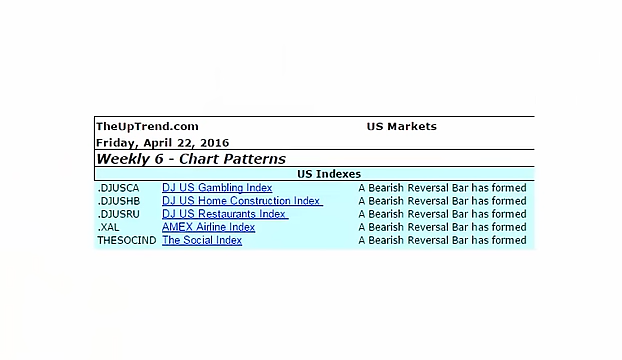 TheUpTrend.com US Markets
Friday, April 22, 2016
Weekly 6 - Chart Patterns
US Indexes
.DJUSCA DJ US Gambling Index A Bearish Reversal Bar has formed
.DJUSHB DJ US Home Construction Index A Bearish Reversal Bar has formed
.DJUSRU DJ US Restaurants Index A Bearish Reversal Bar has formed
.XAL AMEX Airline Index A Bearish Reversal Bar has formed
THESOCIND The Social Index A Bearish Reversal Bar has formed